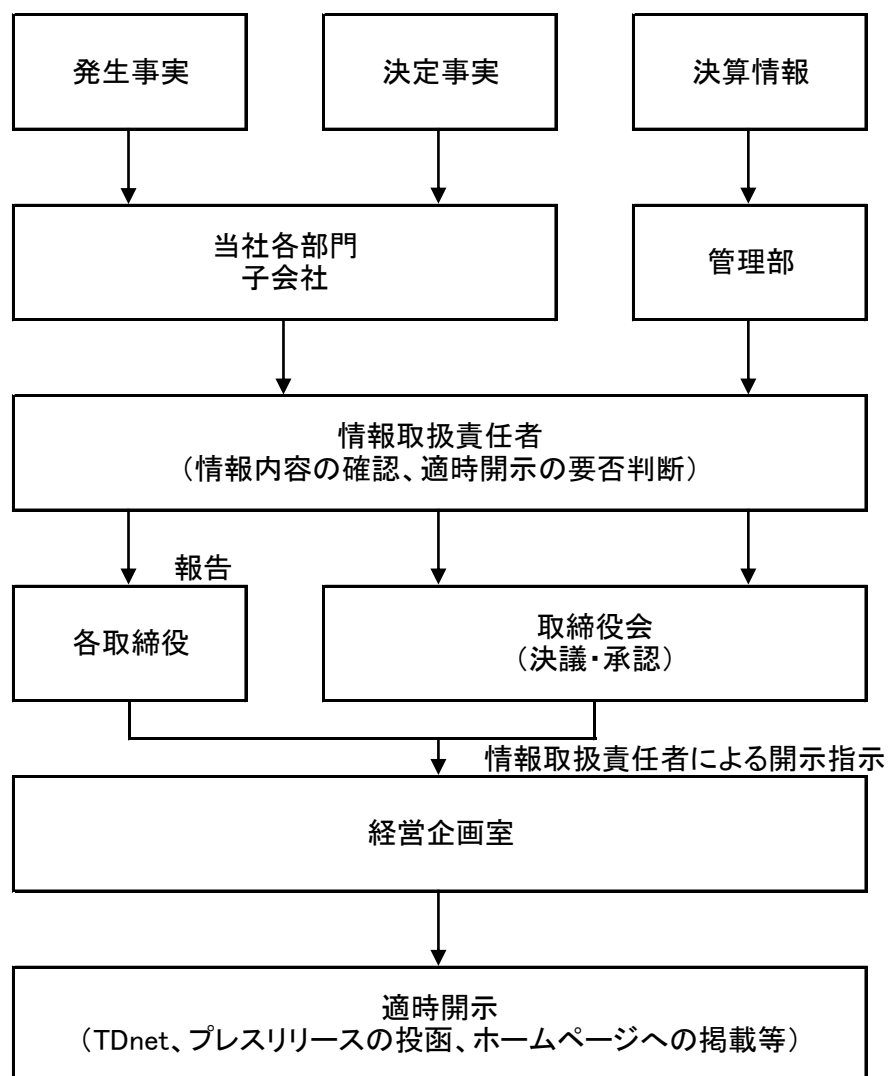 発生事実
決定事実
決算情報
当社各部門
子会社
管理部
情報取扱責任者
（情報内容の確認、適時開示の要否判断）
報告
各取締役
取締役会
（決議・承認）
情報取扱責任者による開示指示
経営企画室
適時開示
（TDnet、プレスリリースの投函、ホームページへの掲載等）